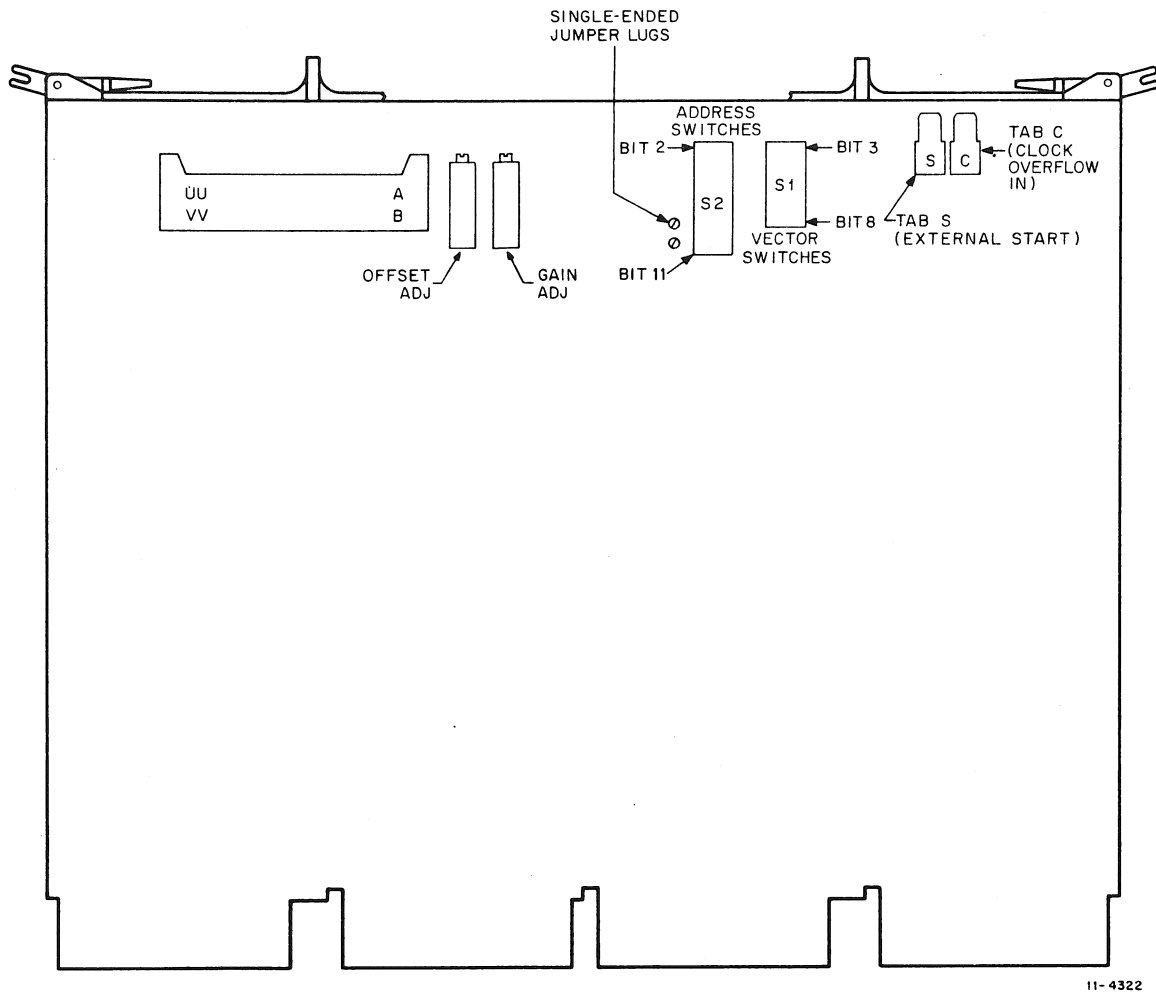 SINGLE-ENDED
JUMPER LUGS
ADDRESS
SWITCHES
BIT 2
BIT 3
S2
S1
BIT 8
BIT 11
VECTOR
SWITCHES
S
C
TAB C
(CLOCK
OVERFLOW
IN)
TAB S
(EXTERNAL START)
UU
A
VV
B
OFFSET
ADJ
GAIN
ADJ
11-4322